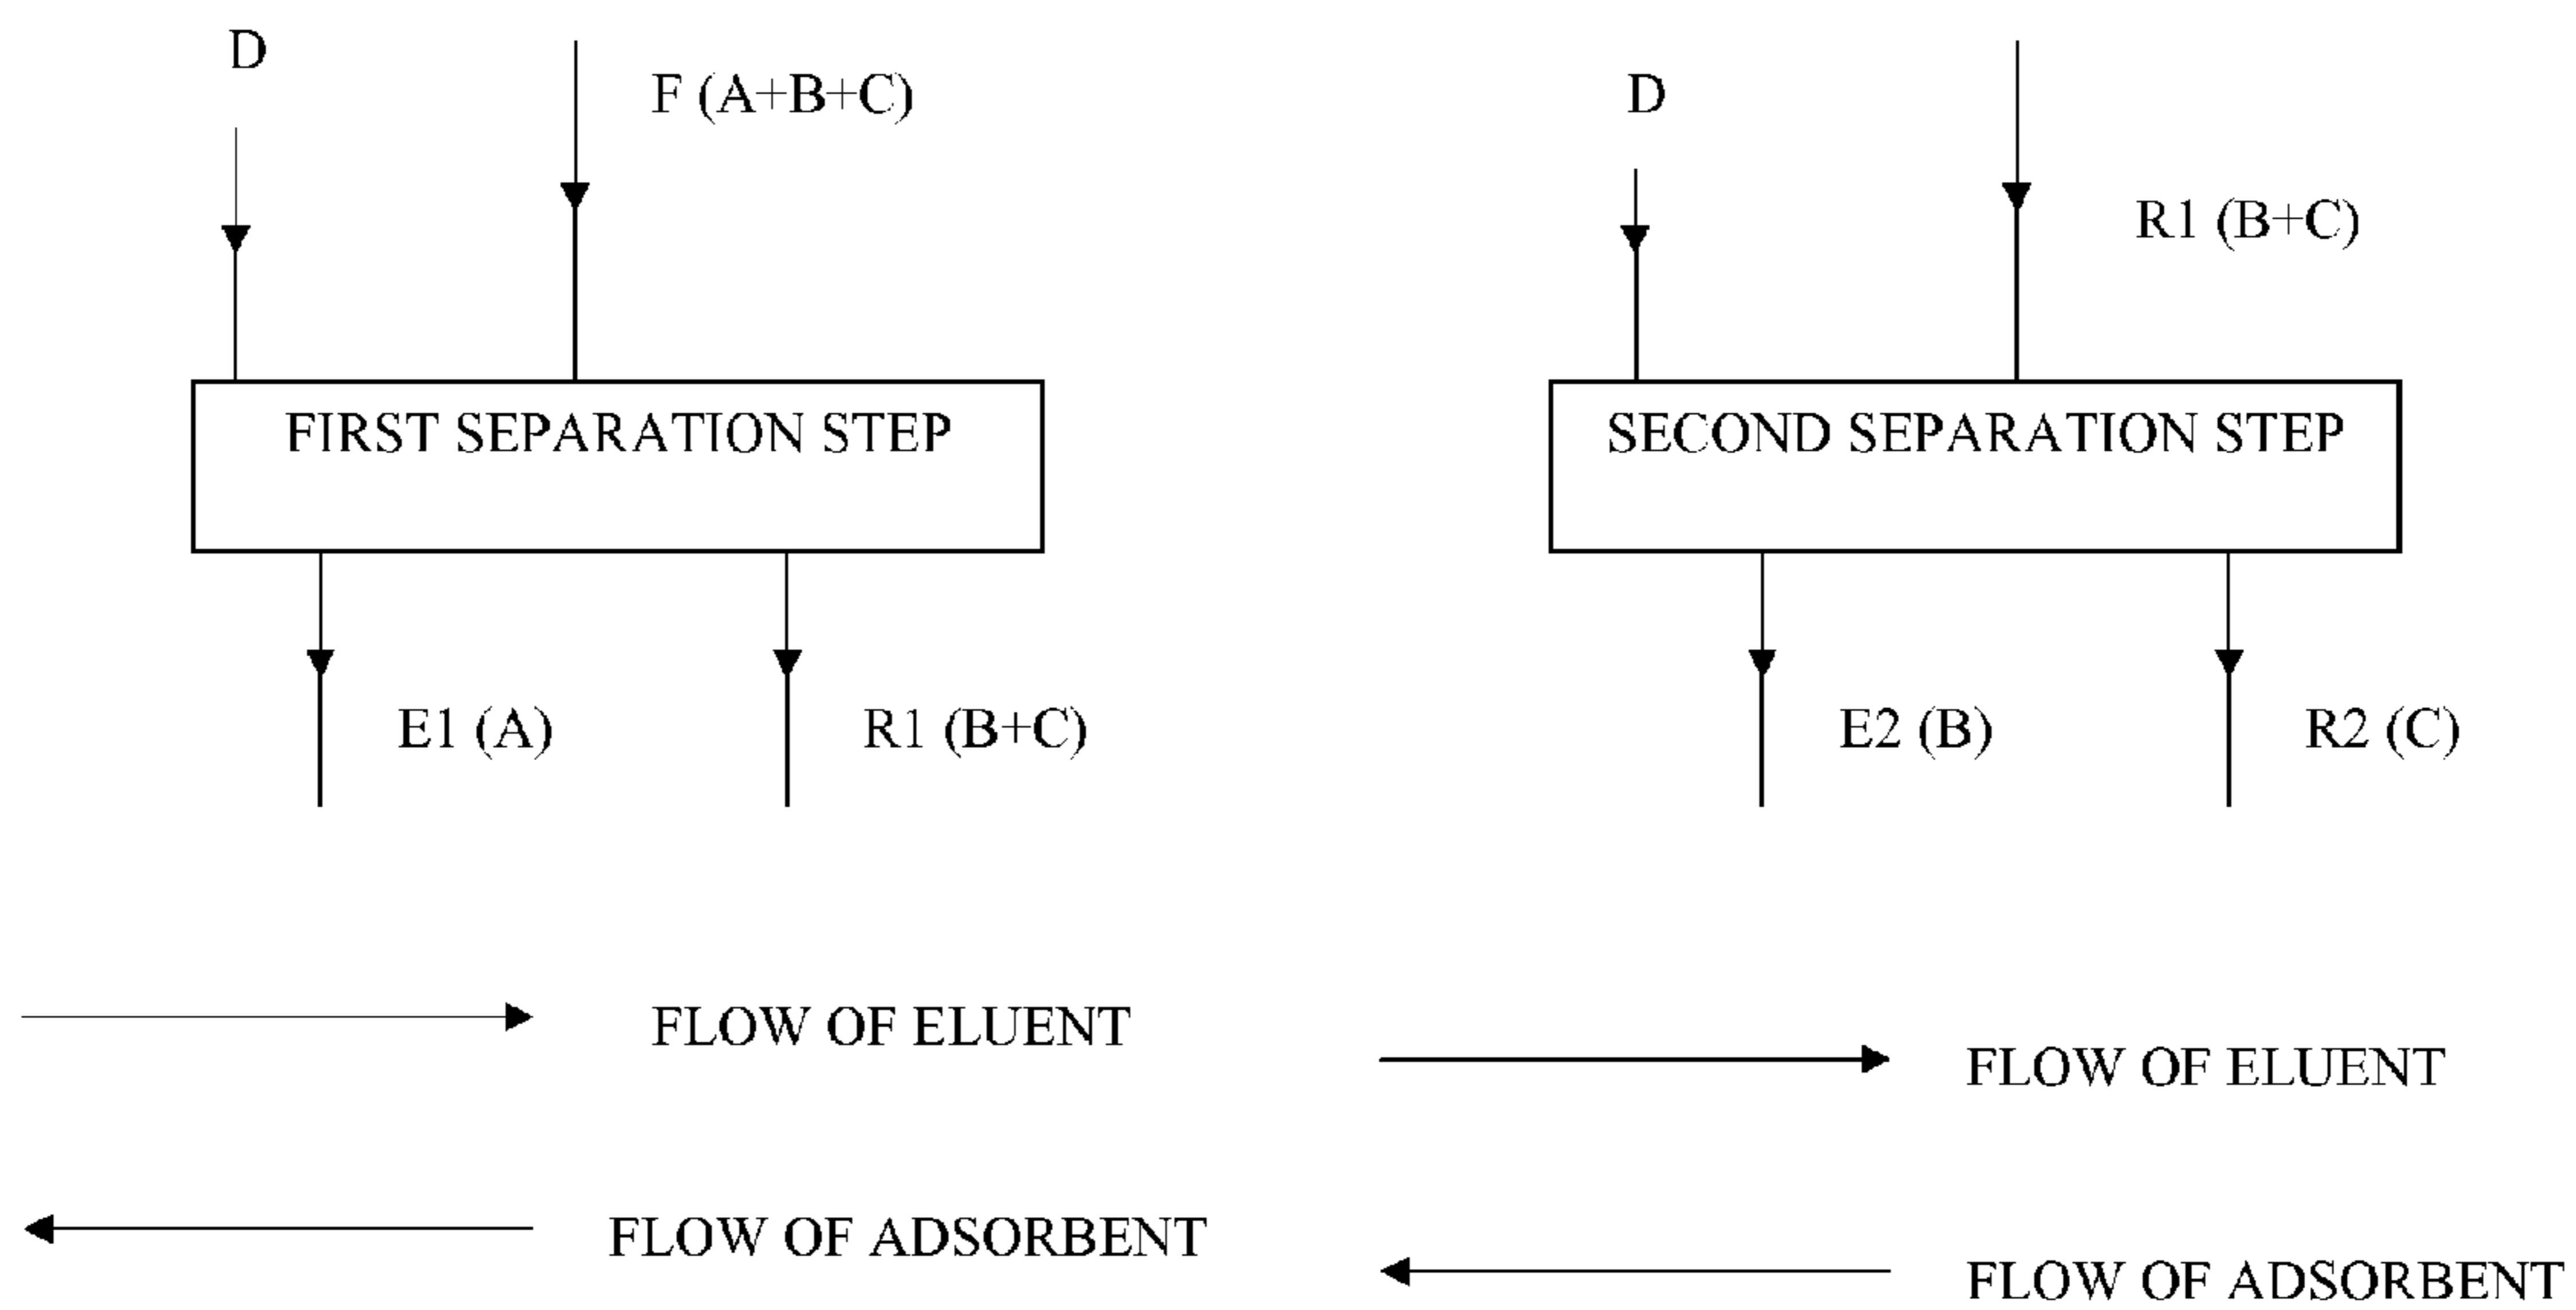 D
F (A+B+C)
FIRST SEPARATION STEP
E1 (A)
R1 (B+C)
FLOW OF ELUENT
FLOW OF ADSORBENT
D
R1 (B+C)
SECOND SEPARATION STEP
E2 (B)
R2 (C)
FLOW OF ELUENT
FLOW OF ADSORBENT